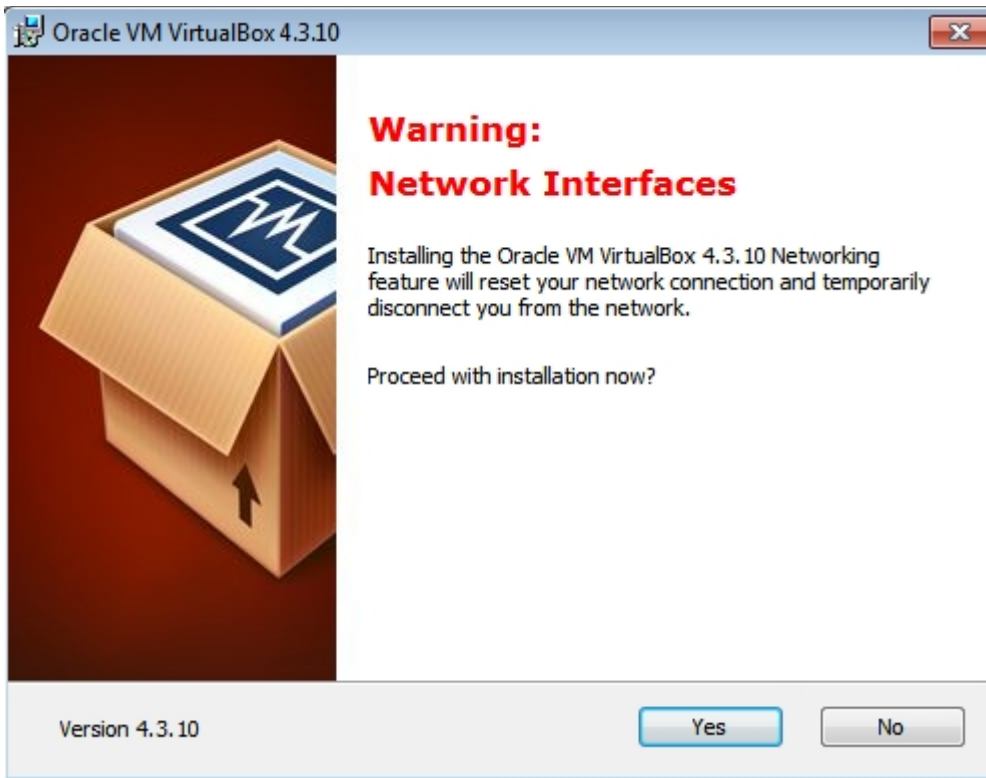 Oracle VM VirtualBox 4.3.10
Warning:
Network Interfaces
Installing the Oracle VM VirtualBox 4.3.10 Networking
feature will reset your network connection and temporarily
disconnect you from the network.
Proceed with installation now?
Version 4.3.10
Yes
No